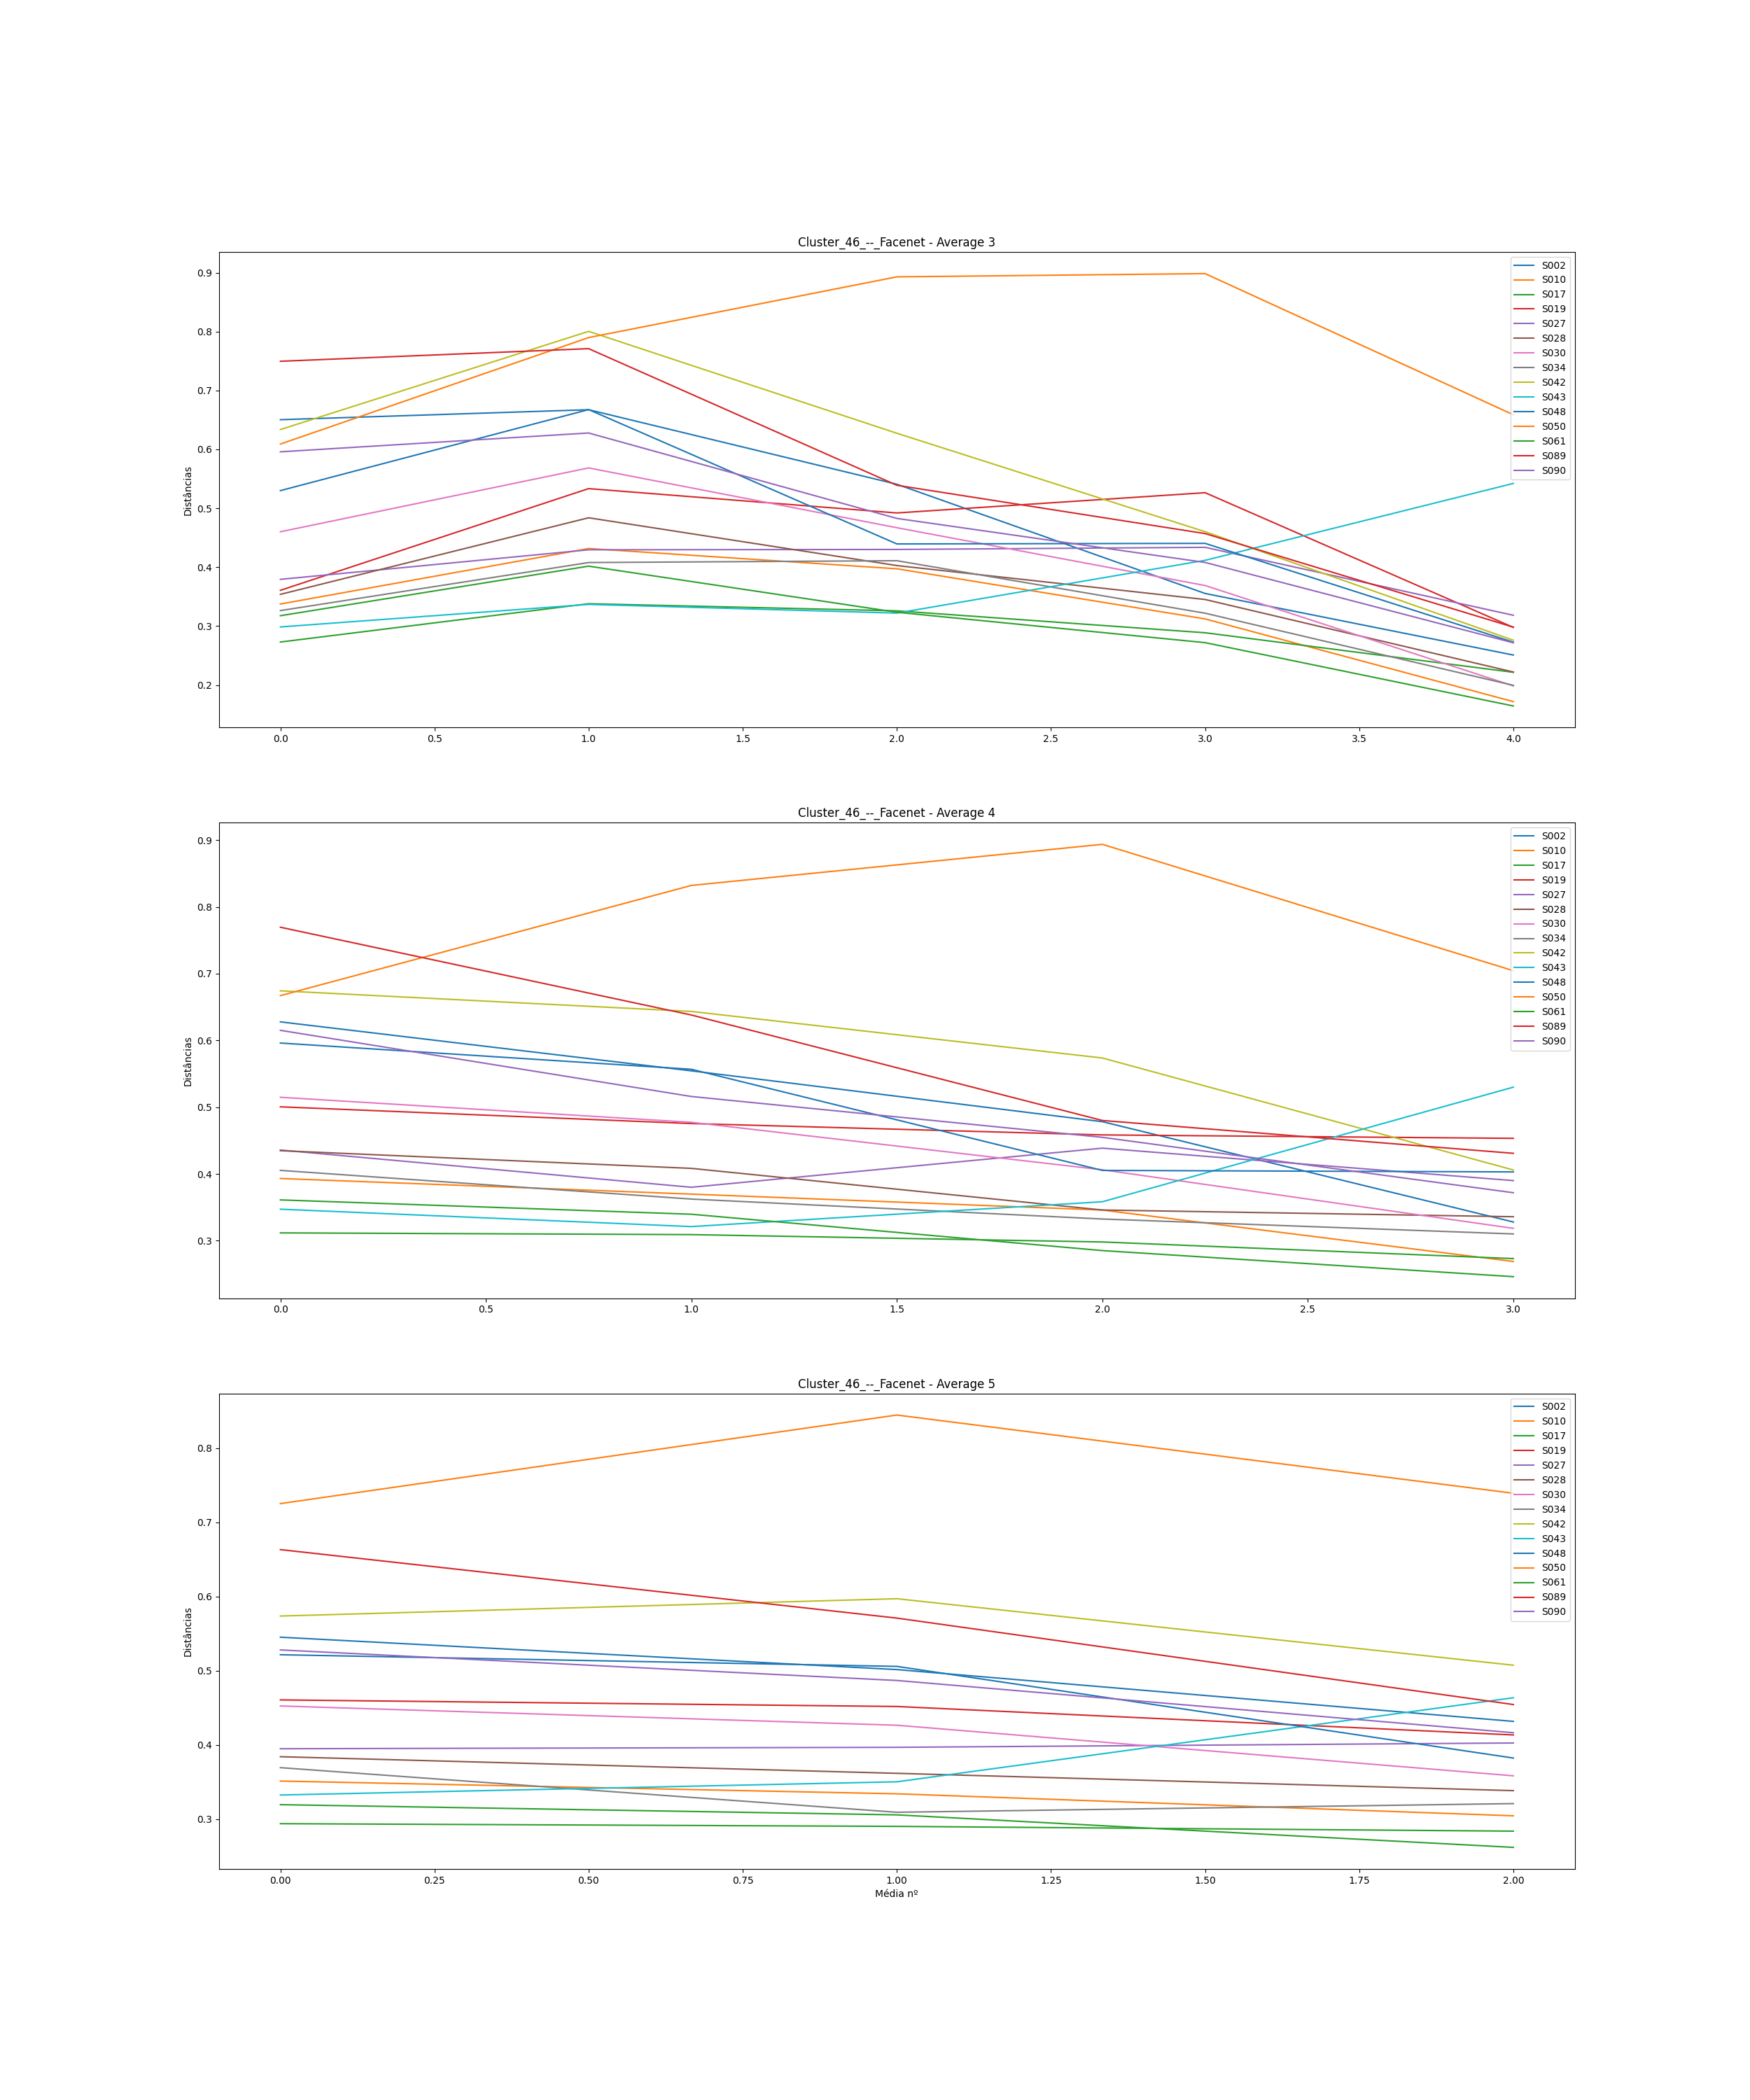 Cluster_46_--_Facenet - Average 3
Distâncias
0.9
0.8
0.7
0.6
0.5
0.4
0.3
0.2
0.0 0.5 1.0 1.5 2.0 2.5 3.0 3.5 4.0
S002
S010
S017
S019
S027
S028
S030
S034
S042
S043
S048
S050
S061
S089
S090
Cluster_46_--_Facenet - Average 4
Distâncias
0.9
0.8
0.7
0.6
0.5
0.4
0.3
0.0 0.5 1.0 1.5 2.0 2.5 3.0
S002
S010
S017
S019
S027
S028
S030
S034
S042
S043
S048
S050
S061
S089
S090
Cluster_46_--_Facenet - Average 5
Distâncias
0.8
0.7
0.6
0.5
0.4
0.3
0.00 0.25 0.50 0.75 1.00 1.25 1.50 1.75 2.00
Média nº
S002
S010
S017
S019
S027
S028
S030
S034
S042
S043
S048
S050
S061
S089
S090